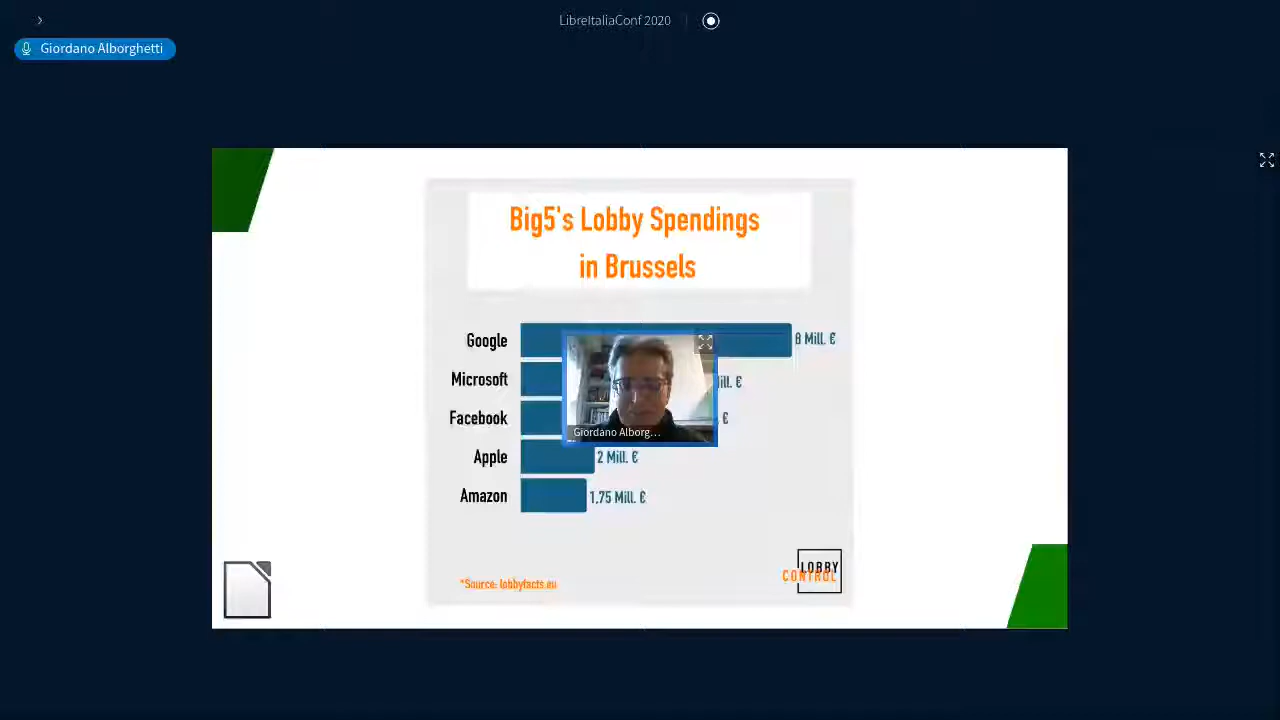 LibreItaliaConf 2020
Giordano Alborghetti
Big5's Lobby Spendings
in Brussels
Google 8 Mill. €
Microsoft ill. €
Facebook €
Giordano Alborg...
Apple 2 Mill. €
Amazon 1,75 Mill. €
*Source: lobbyfacts.eu
LOBBY
CONTROL